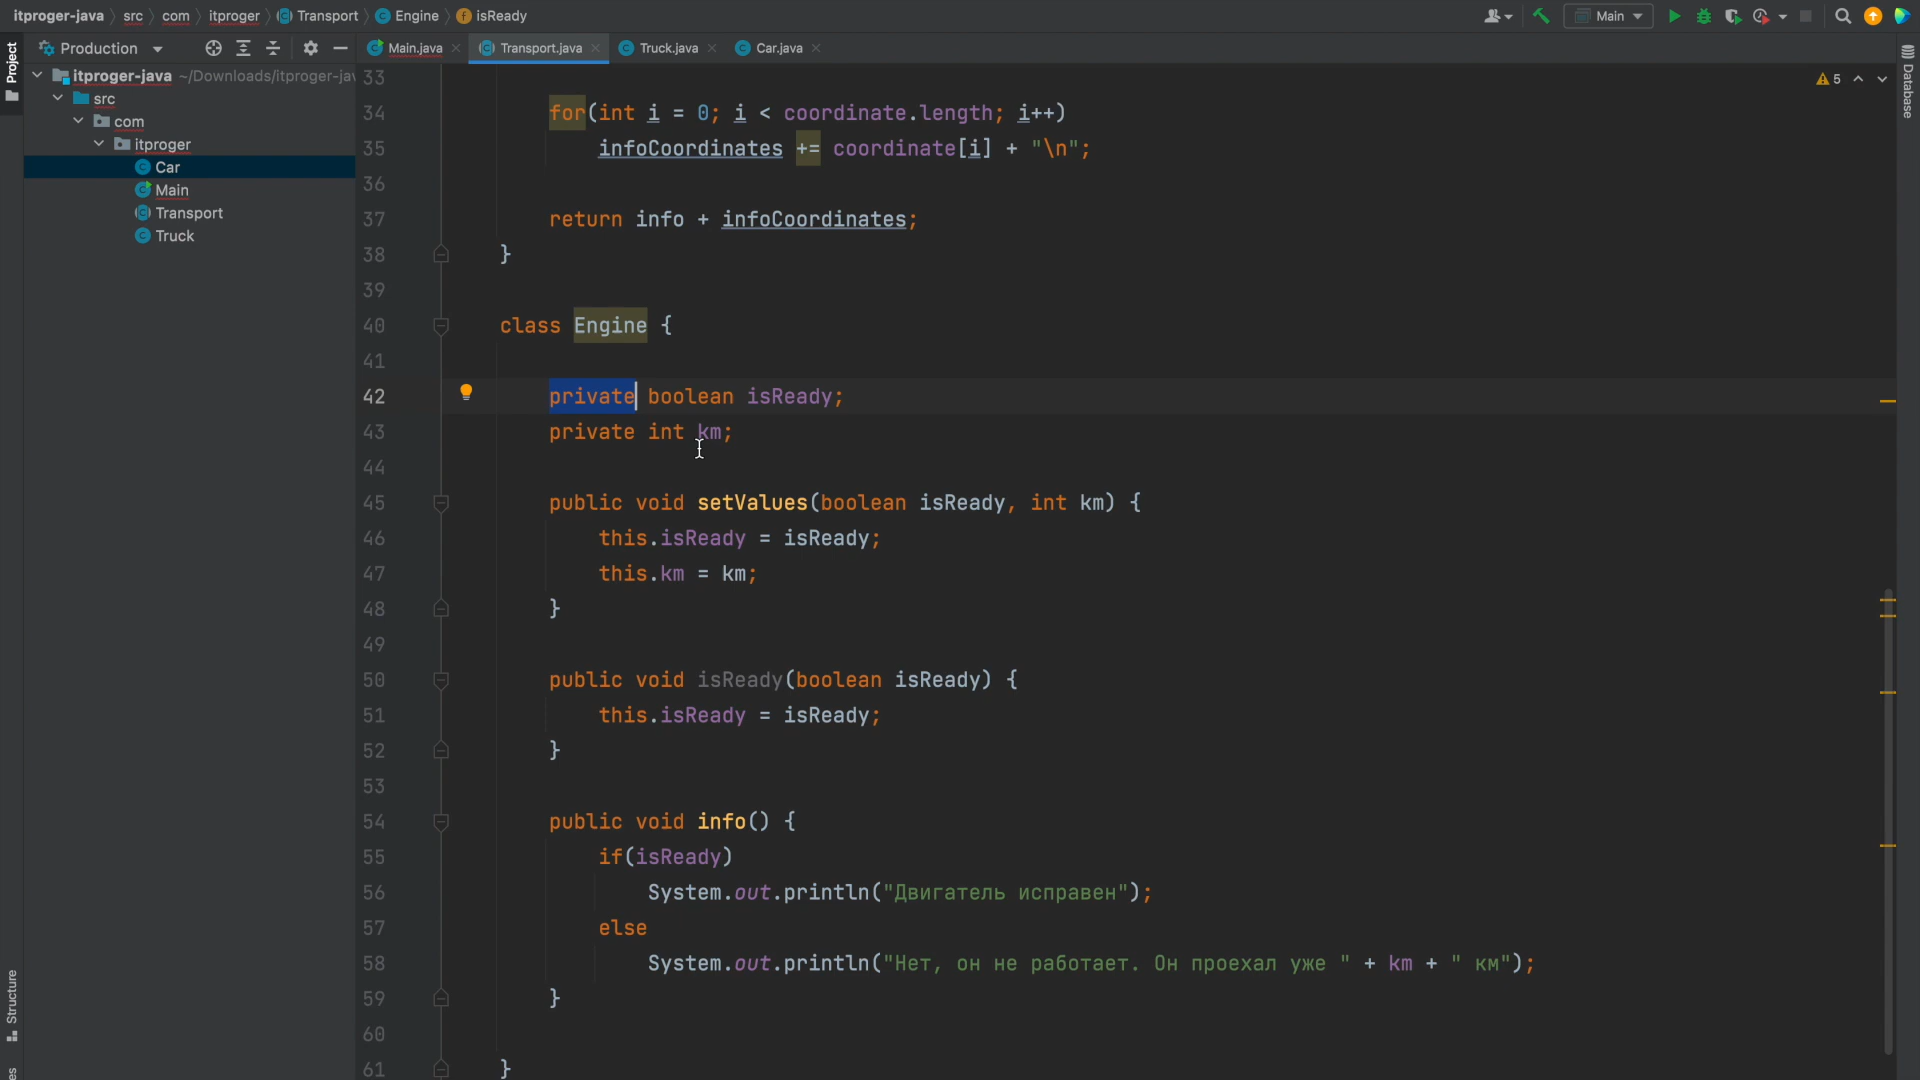 itproger-java src com itproger Transport Engine isReady Main
Project
Production
Main.java Transport.java Truck.java Car.java
itproger-java ~/Downloads/itproger-jav
src
com
itproger
Car
Main
Transport
Truck
5
Database
33
34 for(int i = 0; i < coordinate.length; i++)
35 infoCoordinates += coordinate[i] + "\n";
36
37 return info + infoCoordinates;
38 }
39
40 class Engine {
41
42 private boolean isReady;
43 private int km;
44
45 public void setValues(boolean isReady, int km) {
46 this.isReady = isReady;
47 this.km = km;
48 }
49
50 public void isReady(boolean isReady) {
51 this.isReady = isReady;
52 }
53
54 public void info() {
55 if(isReady)
56 System.out.println("Двигатель исправен");
57 else
58 System.out.println("Нет, он не работает. Он проехал уже " + km + " км");
59 }
60
61 }
Structure